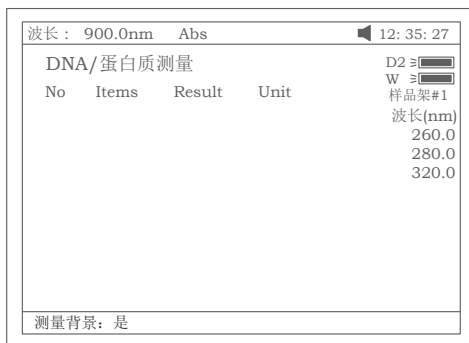 波长： 900.0nm Abs 12: 35: 27
DNA/蛋白质测量
No Items Result Unit
D2
W
样品架#1
波长(nm)
260.0
280.0
320.0
测量背景: 是